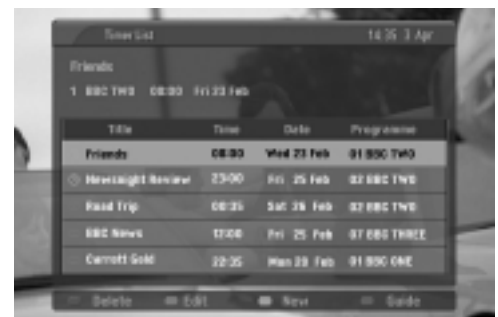 Timer List 14:35 3 Apr
Friends
1 BBC TWO 08:00 Fri 23 Feb
Title Time Date Programme
Friends 08:00 Wed 23 Feb 01 BBC TWO
Newsnight Review 23:00 Fri 25 Feb 02 BBC TWO
Road Trip 00:35 Sat 26 Feb 02 BBC TWO
BBC News 12:00 Fri 25 Feb 07 BBC THREE
Carrott Gold 22:35 Mon 28 Feb 01 BBC ONE
Delete Edit New Guide